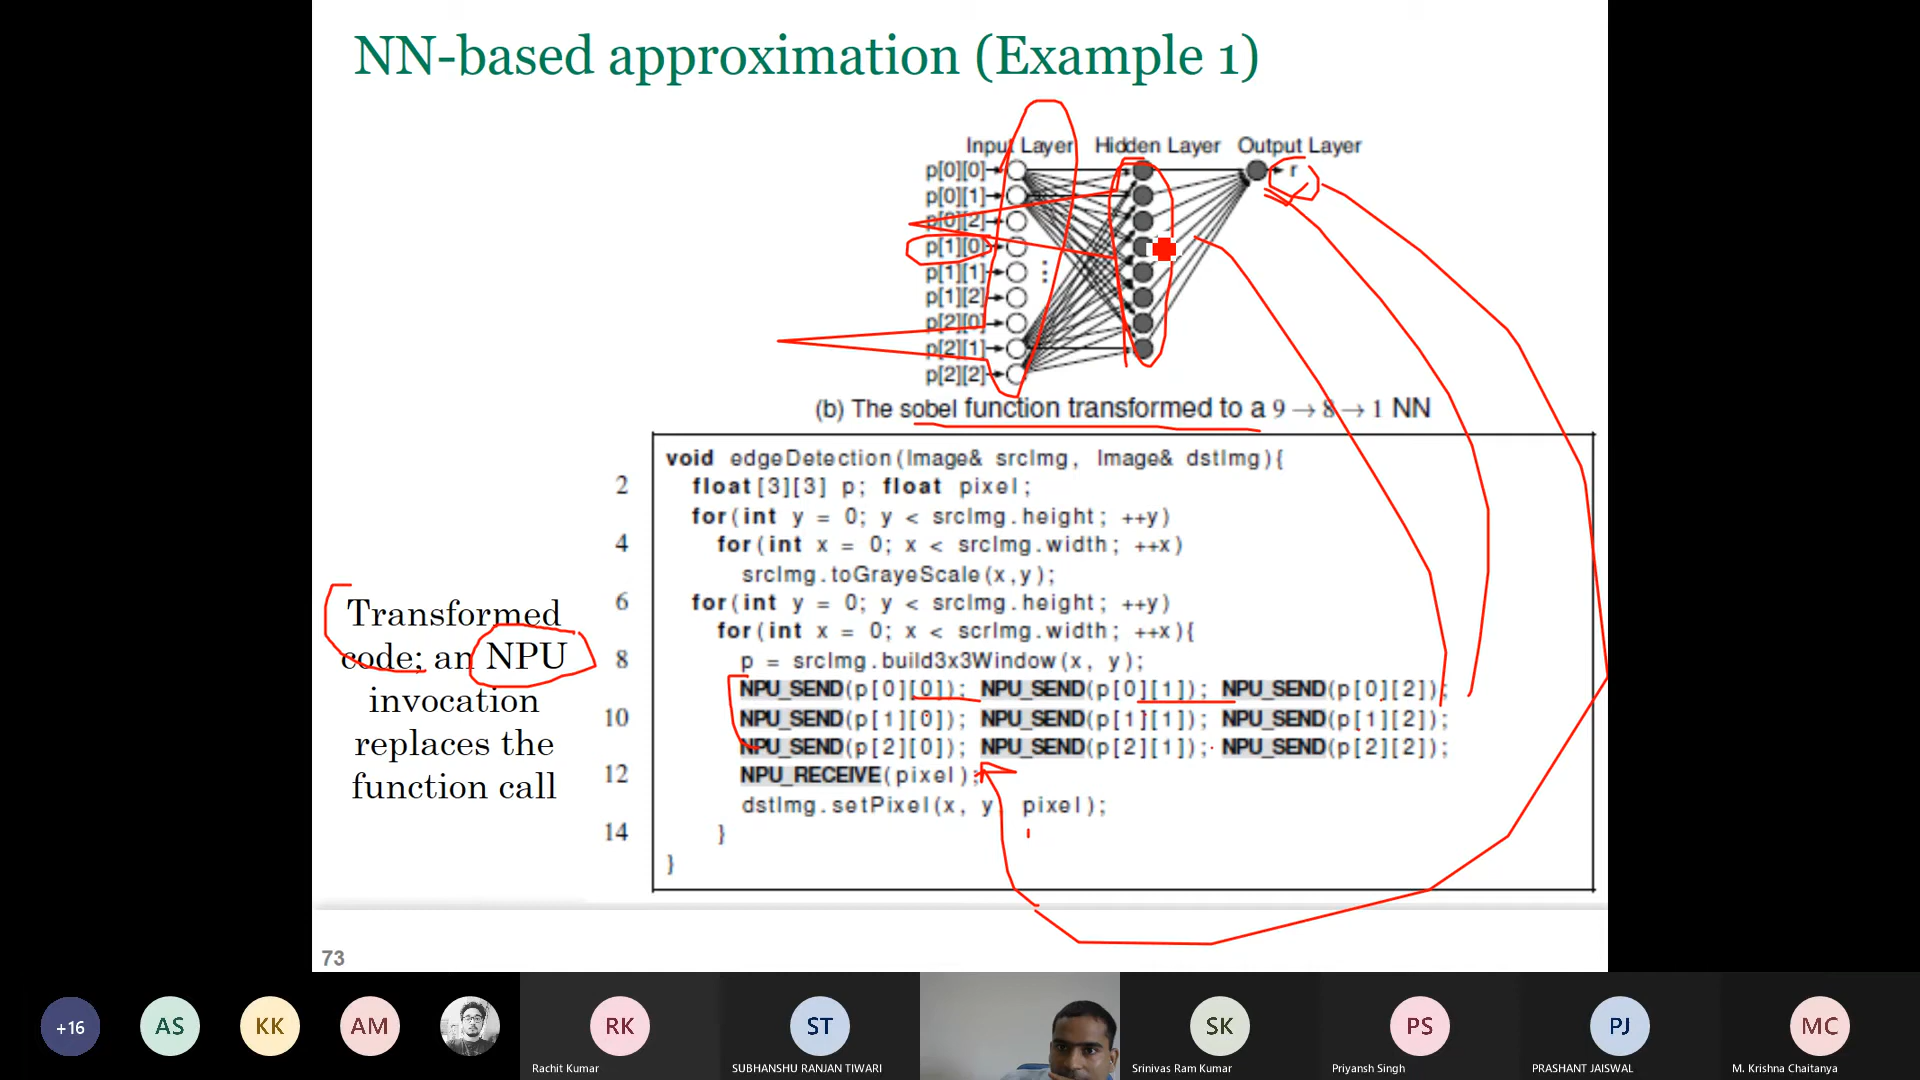 NN-based approximation (Example 1)
Input Layer Hidden Layer Output Layer
p[0][0] r
p[0][1]
p[0][2]
p[1][0]
p[1][1]
p[1][2]
p[2][0]
p[2][1]
p[2][2]
(b) The sobel function transformed to a 9 → 8 → 1 NN
void edgeDetection(Image& srcImg, Image& dstImg){
2 float[3][3] p; float pixel;
for(int y = 0; y < srcImg.height; ++y)
4 for(int x = 0; x < srcImg.width; ++x)
srcImg.toGrayeScale(x,y);
6 for(int y = 0; y < srcImg.height; ++y)
for(int x = 0; x < scrImg.width; ++x){
8 p = srcImg.build3x3Window(x, y);
NPU_SEND(p[0][0]); NPU_SEND(p[0][1]); NPU_SEND(p[0][2]);
10 NPU_SEND(p[1][0]); NPU_SEND(p[1][1]); NPU_SEND(p[1][2]);
NPU_SEND(p[2][0]); NPU_SEND(p[2][1]); NPU_SEND(p[2][2]);
12 NPU_RECEIVE(pixel);
dstImg.setPixel(x, y, pixel);
14 }
}
Transformed
code; an NPU
invocation
replaces the
function call
73
+16 AS KK AM RK ST SK PS PJ MC
Rachit Kumar SUBHANSHU RANJAN TIWARI Srinivas Ram Kumar Priyansh Singh PRASHANT JAISWAL M. Krishna Chaitanya